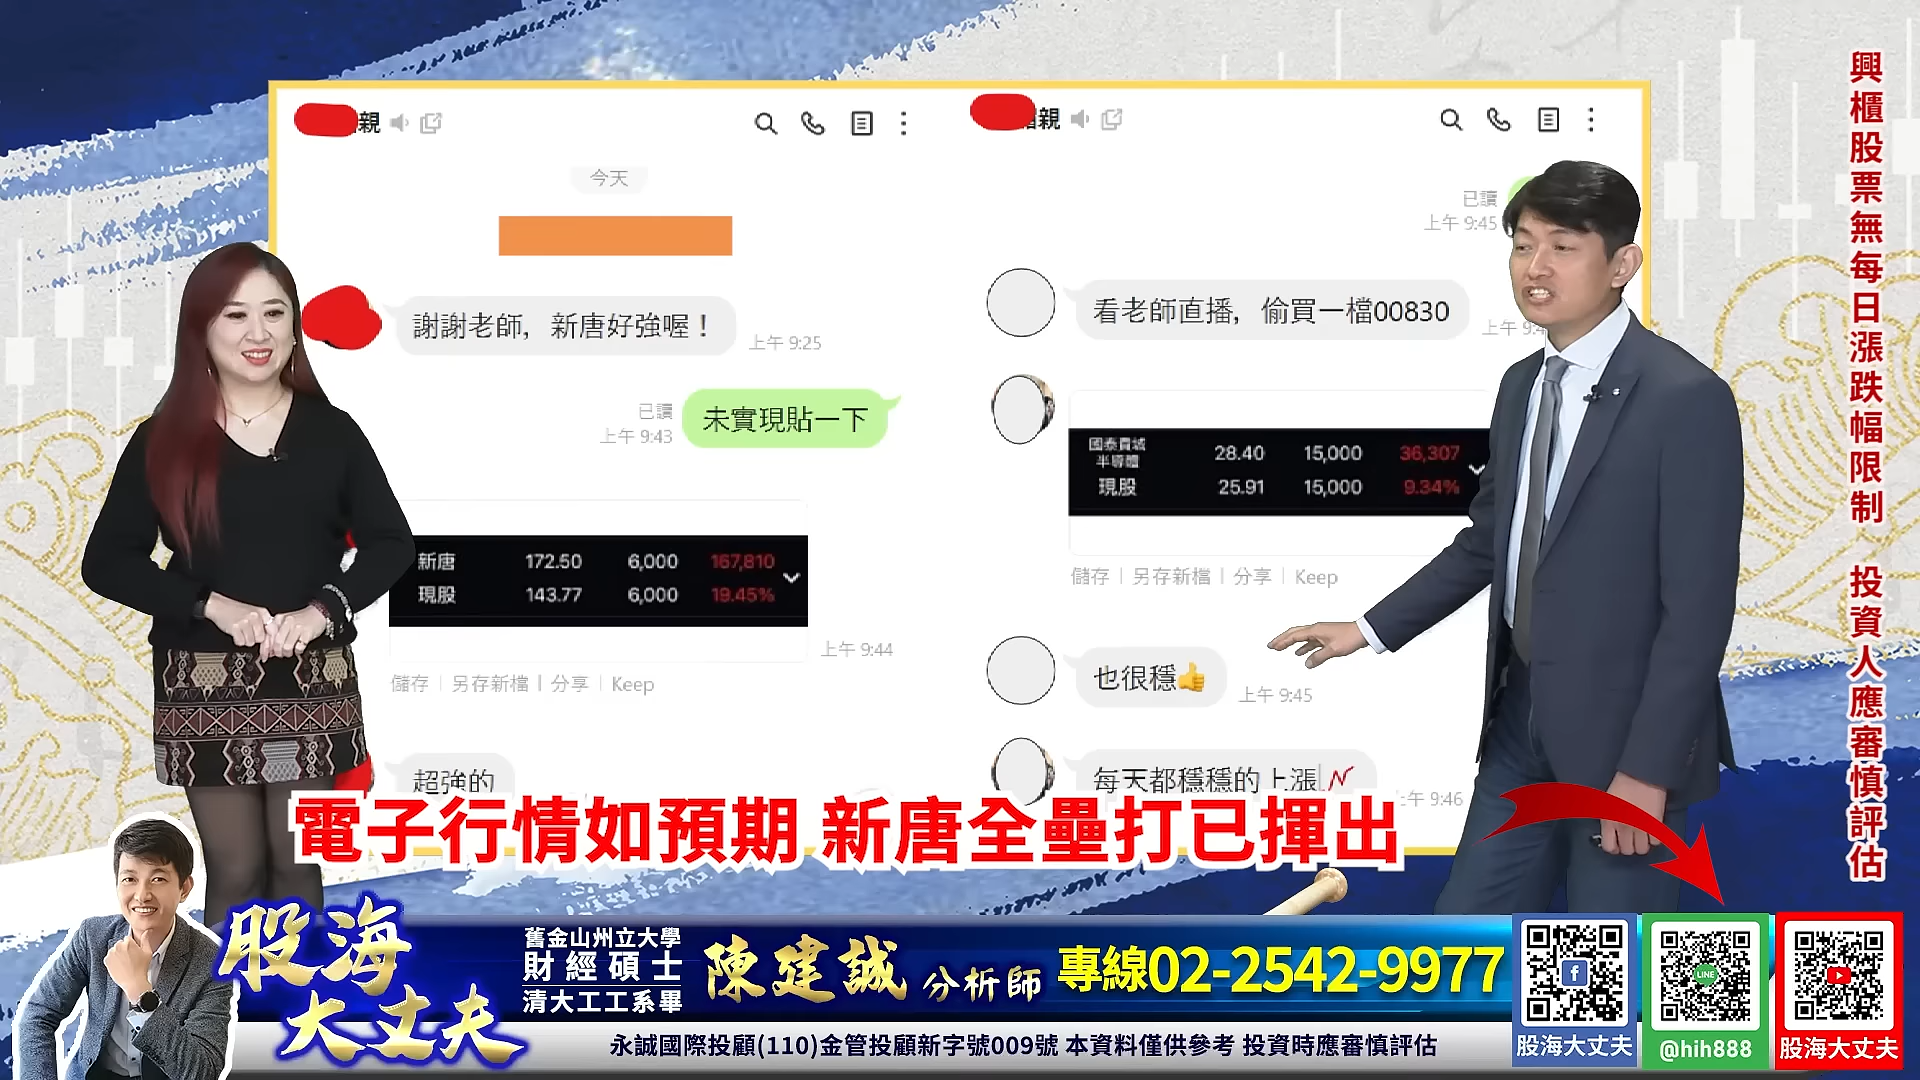 親
今天
謝謝老師, 新唐好強喔！
上午 9:25
已讀
上午 9:43
未實現貼一下
新唐 172.50 6,000 167,810
現股 143.77 6,000 19.45%
上午 9:44
儲存 | 另存新檔 | 分享 | Keep
超強的
親
已讀
上午 9:45
看老師直播, 偷買一檔00830
上午 9:4
國泰費城
半導體
28.40 15,000 36,307
現股 25.91 15,000 9.34%
儲存 | 另存新檔 | 分享 | Keep
也很穩👍
上午 9:45
每天都穩穩的上漲
上午 9:46
興櫃股票無每日漲跌幅限制 投資人應審慎評估
電子行情如預期 新唐全壘打已揮出
股海
大丈夫
舊金山州立大學
財經碩士
清大工工系畢
陳建誠 分析師
專線02-2542-9977
永誠國際投顧(110)金管投顧新字號009號 本資料僅供參考 投資時應審慎評估
f
股海大丈夫
LINE
@hih888
股海大丈夫